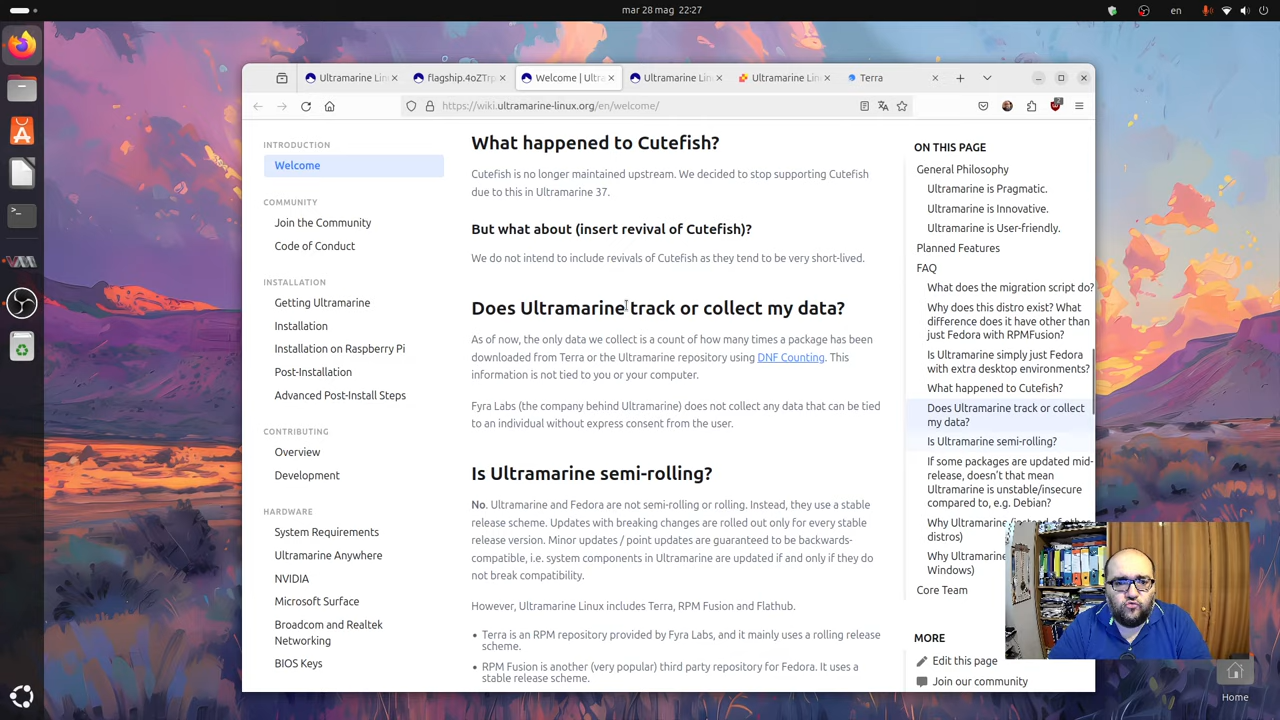 mar 28 mag 22:27
en
Ultramarine Lin
flagship.4oZTrp
Welcome | Ultra
Ultramarine Lin
Ultramarine Lin
Terra
https://wiki.ultramarine-linux.org/en/welcome/
INTRODUCTION
Welcome
COMMUNITY
Join the Community
Code of Conduct
INSTALLATION
Getting Ultramarine
Installation
Installation on Raspberry Pi
Post-Installation
Advanced Post-Install Steps
CONTRIBUTING
Overview
Development
HARDWARE
System Requirements
Ultramarine Anywhere
NVIDIA
Microsoft Surface
Broadcom and Realtek
Networking
BIOS Keys
What happened to Cutefish?
Cutefish is no longer maintained upstream. We decided to stop supporting Cutefish
due to this in Ultramarine 37.
But what about (insert revival of Cutefish)?
We do not intend to include revivals of Cutefish as they tend to be very short-lived.
Does Ultramarine track or collect my data?
As of now, the only data we collect is a count of how many times a package has been
downloaded from Terra or the Ultramarine repository using DNF Counting. This
information is not tied to you or your computer.
Fyra Labs (the company behind Ultramarine) does not collect any data that can be tied
to an individual without express consent from the user.
Is Ultramarine semi-rolling?
No. Ultramarine and Fedora are not semi-rolling or rolling. Instead, they use a stable
release scheme. Updates with breaking changes are rolled out only for every stable
release version. Minor updates / point updates are guaranteed to be backwards-
compatible, i.e. system components in Ultramarine are updated if and only if they do
not break compatibility.
However, Ultramarine Linux includes Terra, RPM Fusion and Flathub.
• Terra is an RPM repository provided by Fyra Labs, and it mainly uses a rolling release
scheme.
• RPM Fusion is another (very popular) third party repository for Fedora. It uses a
stable release scheme.
ON THIS PAGE
General Philosophy
Ultramarine is Pragmatic.
Ultramarine is Innovative.
Ultramarine is User-friendly.
Planned Features
FAQ
What does the migration script do?
Why does this distro exist? What
difference does it have other than
just Fedora with RPMFusion?
Is Ultramarine simply just Fedora
with extra desktop environments?
What happened to Cutefish?
Does Ultramarine track or collect
my data?
Is Ultramarine semi-rolling?
If some packages are updated mid-
release, doesn't that mean
Ultramarine is unstable/insecure
compared to, e.g. Debian?
Why Ultramarine
distros)
Why Ultramarine
Windows)
Core Team
MORE
Edit this page
Join our community
Home